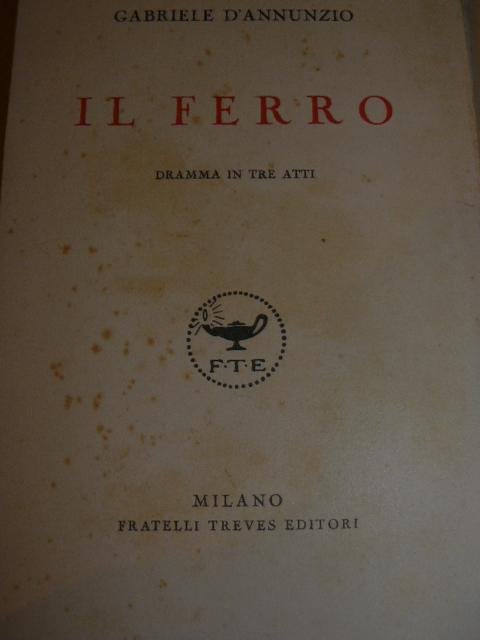 GABRIELE D'ANNUNZIO
IL FERRO
DRAMMA IN TRE ATTI
F·T·E
MILANO
FRATELLI TREVES EDITORI